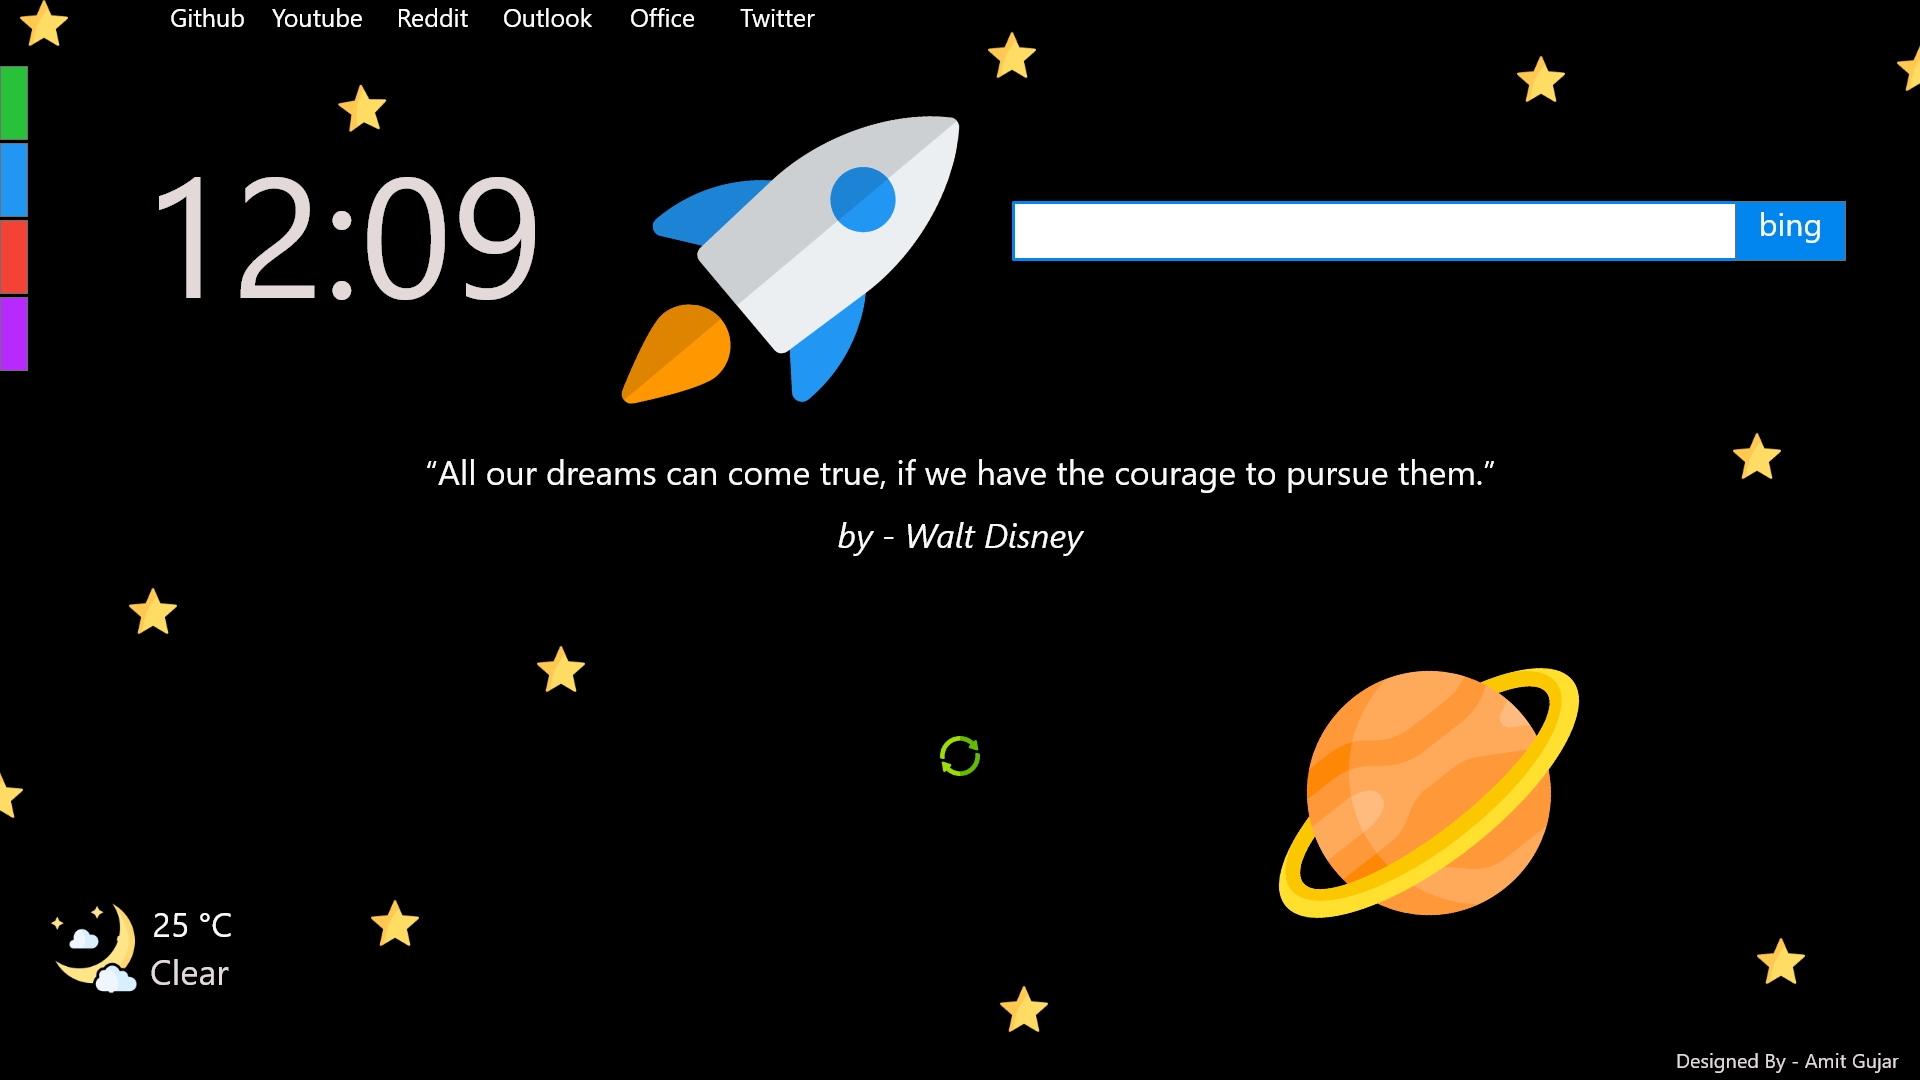 Github Youtube Reddit Outlook Office Twitter
12:09
bing
“All our dreams can come true, if we have the courage to pursue them.”
by - Walt Disney
25 °C
Clear
Designed By - Amit Gujar